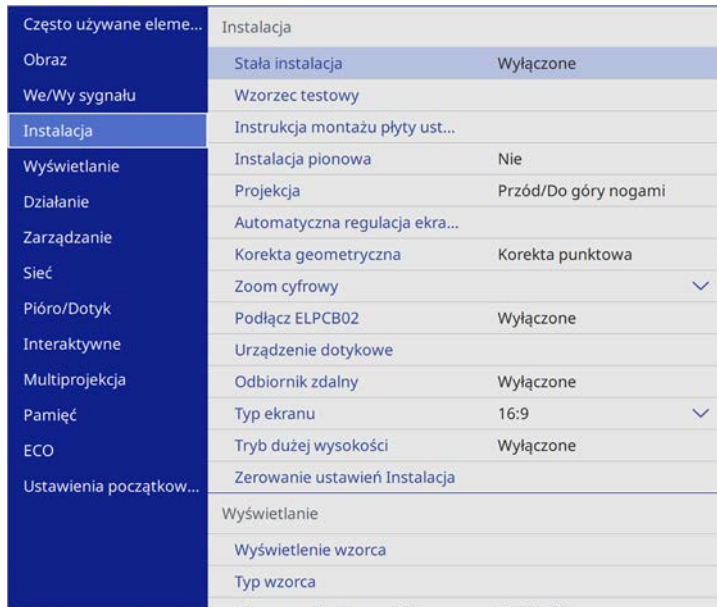 Często używane eleme...
Obraz
We/Wy sygnału
Instalacja
Wyświetlanie
Działanie
Zarządzanie
Sieć
Pióro/Dotyk
Interaktywne
Multiprojekcja
Pamięć
ECO
Ustawienia początkow...
Instalacja
Stała instalacja Wyłączone
Wzorzec testowy
Instrukcja montażu płyty ust...
Instalacja pionowa Nie
Projekcja Przód/Do góry nogami
Automatyczna regulacja ekra...
Korekta geometryczna Korekta punktowa
Zoom cyfrowy
Podłącz ELPCB02 Wyłączone
Urządzenie dotykowe
Odbiornik zdalny Wyłączone
Typ ekranu 16:9
Tryb dużej wysokości Wyłączone
Zerowanie ustawień Instalacja
Wyświetlanie
Wyświetlenie wzorca
Typ wzorca